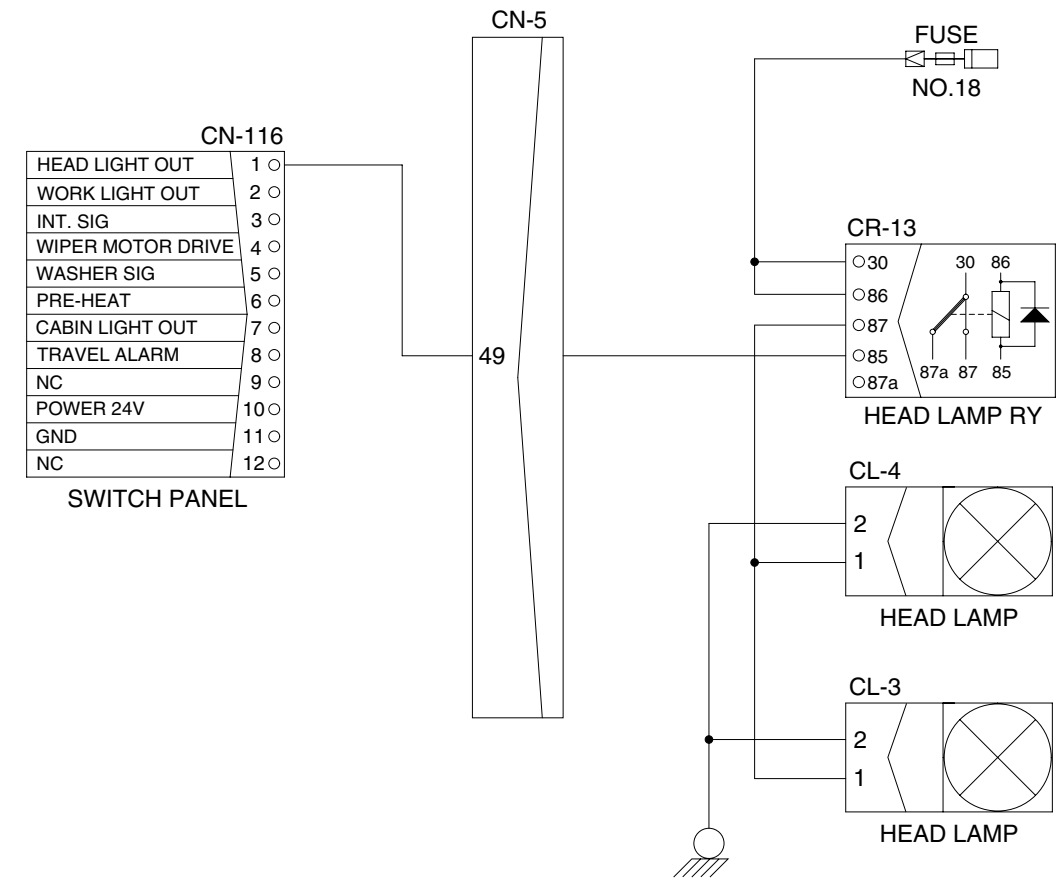 CN-5
FUSE
NO.18
CN-116
HEAD LIGHT OUT 1
WORK LIGHT OUT 2
INT. SIG 3
WIPER MOTOR DRIVE 4
WASHER SIG 5
PRE-HEAT 6
CABIN LIGHT OUT 7
TRAVEL ALARM 8
NC 9
POWER 24V 10
GND 11
NC 12
SWITCH PANEL
49
CR-13
30
86
87
85
87a
30 86
87a 87 85
HEAD LAMP RY
CL-4
2
1
HEAD LAMP
CL-3
2
1
HEAD LAMP